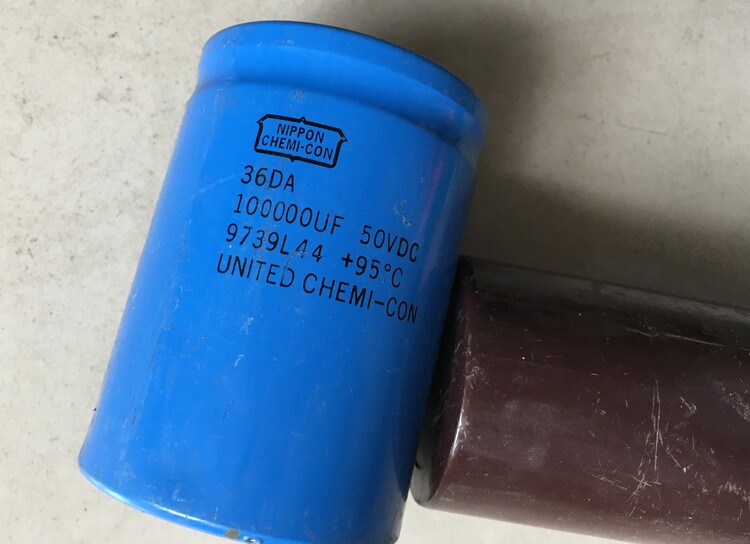 NIPPON
CHEMI-CON
36DA
100000UF 50VDC
9739L44 +95°C
UNITED CHEMI-CON